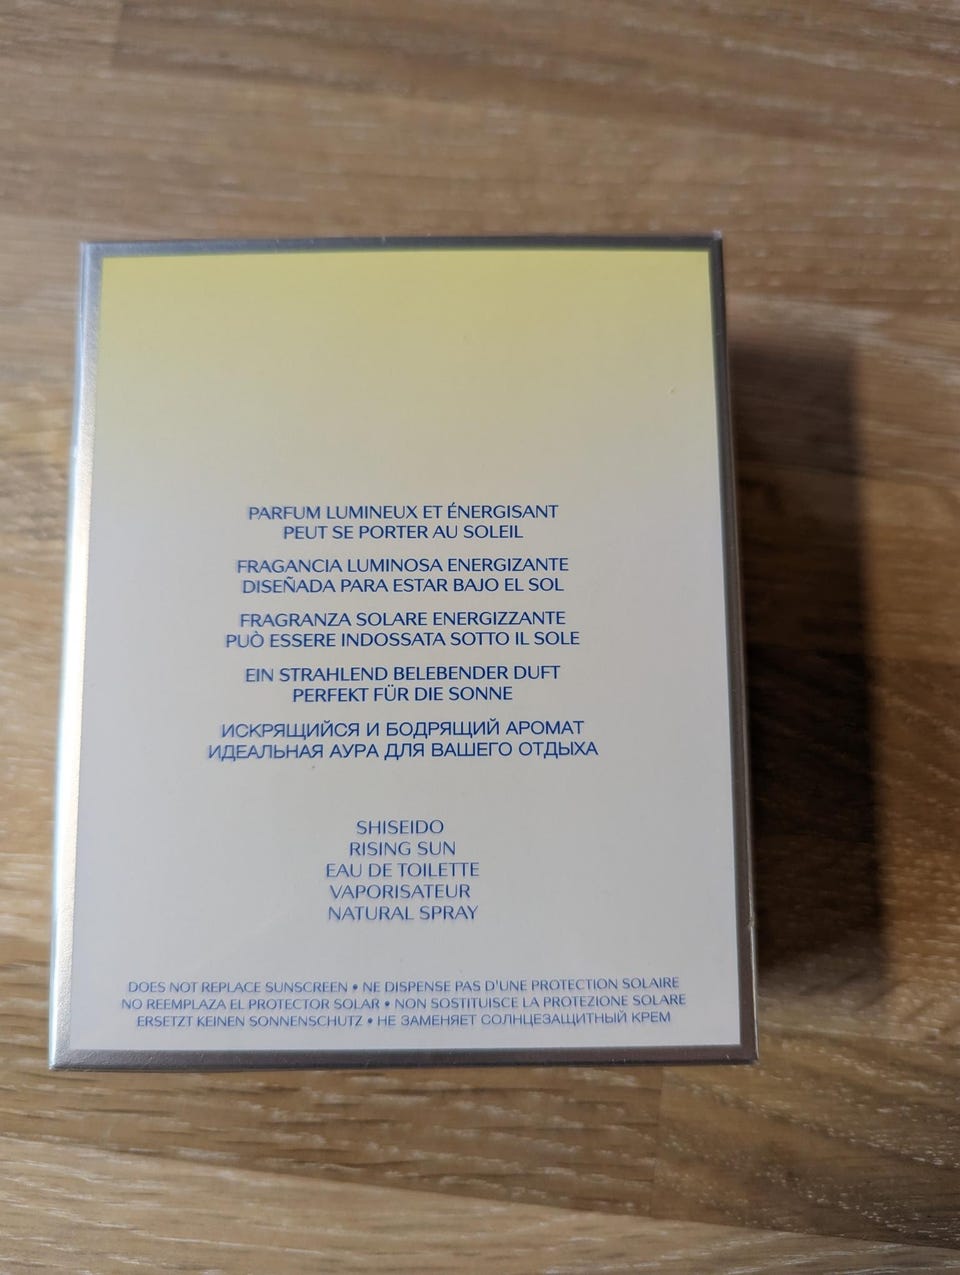 PARFUM LUMINEUX ET ÉNERGISANT
PEUT SE PORTER AU SOLEIL
FRAGANCIA LUMINOSA ENERGIZANTE
DISEÑADA PARA ESTAR BAJO EL SOL
FRAGRANZA SOLARE ENERGIZZANTE
PUÒ ESSERE INDOSSATA SOTTO IL SOLE
EIN STRAHLEND BELEBENDER DUFT
PERFEKT FÜR DIE SONNE
ИСКРЯЩИЙСЯ И БОДРЯЩИЙ АРОМАТ
ИДЕАЛЬНАЯ АУРА ДЛЯ ВАШЕГО ОТДЫХА
SHISEIDO
RISING SUN
EAU DE TOILETTE
VAPORISATEUR
NATURAL SPRAY
DOES NOT REPLACE SUNSCREEN • NE DISPENSE PAS D'UNE PROTECTION SOLAIRE
NO REEMPLAZA EL PROTECTOR SOLAR • NON SOSTITUISCE LA PROTEZIONE SOLARE
ERSETZT KEINEN SONNENSCHUTZ • НЕ ЗАМЕНЯЕТ СОЛНЦЕЗАЩИТНЫЙ КРЕМ